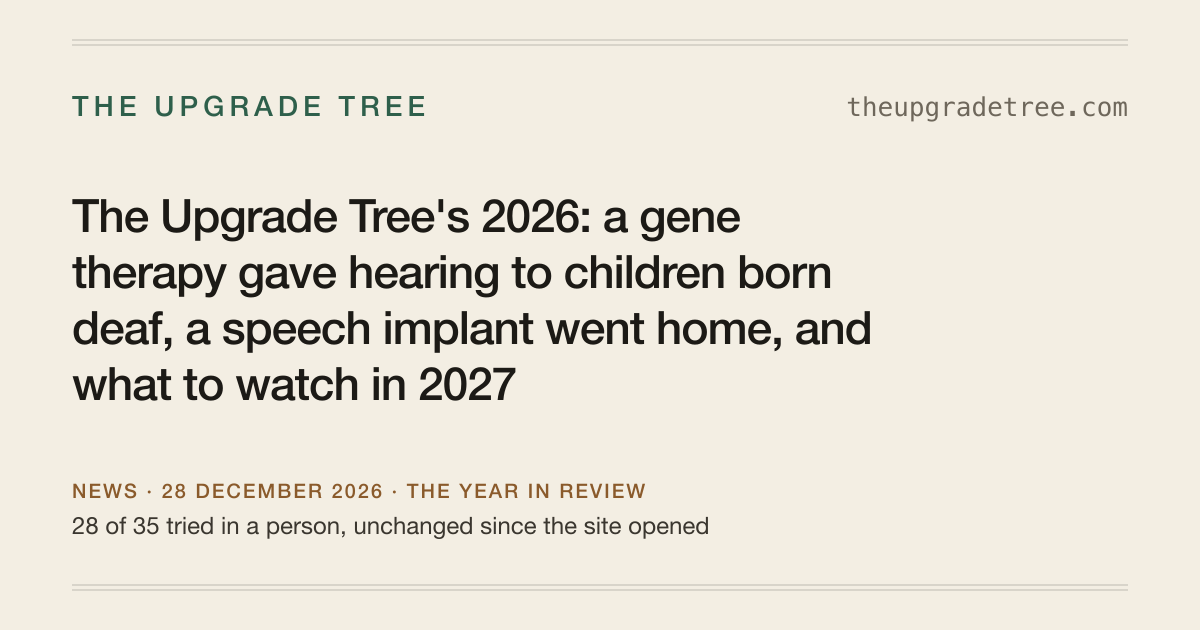 THE UPGRADE TREE
theupgradetree.com
The Upgrade Tree's 2026: a gene
therapy gave hearing to children born
deaf, a speech implant went home, and
what to watch in 2027
NEWS · 28 DECEMBER 2026 · THE YEAR IN REVIEW
28 of 35 tried in a person, unchanged since the site opened